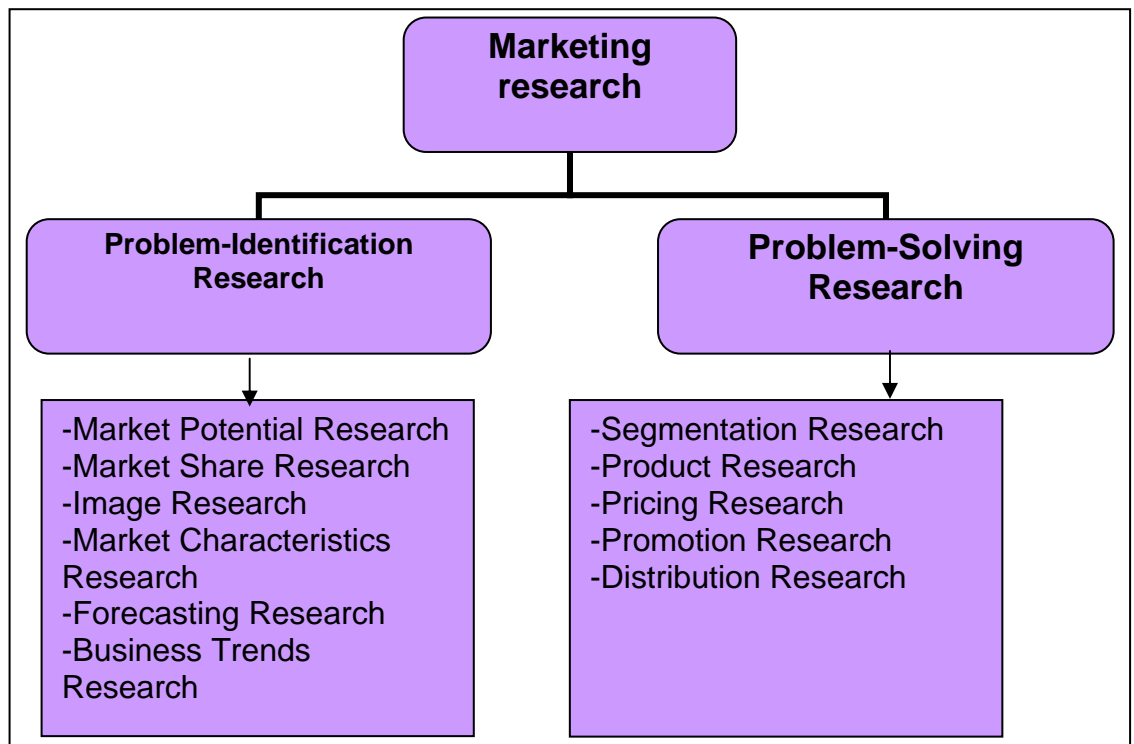 Marketing
research
Problem-Identification
Research
Problem-Solving
Research
-Market Potential Research
-Market Share Research
-Image Research
-Market Characteristics
Research
-Forecasting Research
-Business Trends
Research
-Segmentation Research
-Product Research
-Pricing Research
-Promotion Research
-Distribution Research